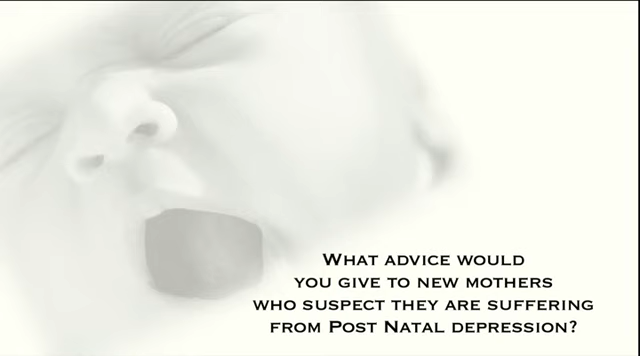 What advice would
you give to new mothers
who suspect they are suffering
from Post Natal depression?